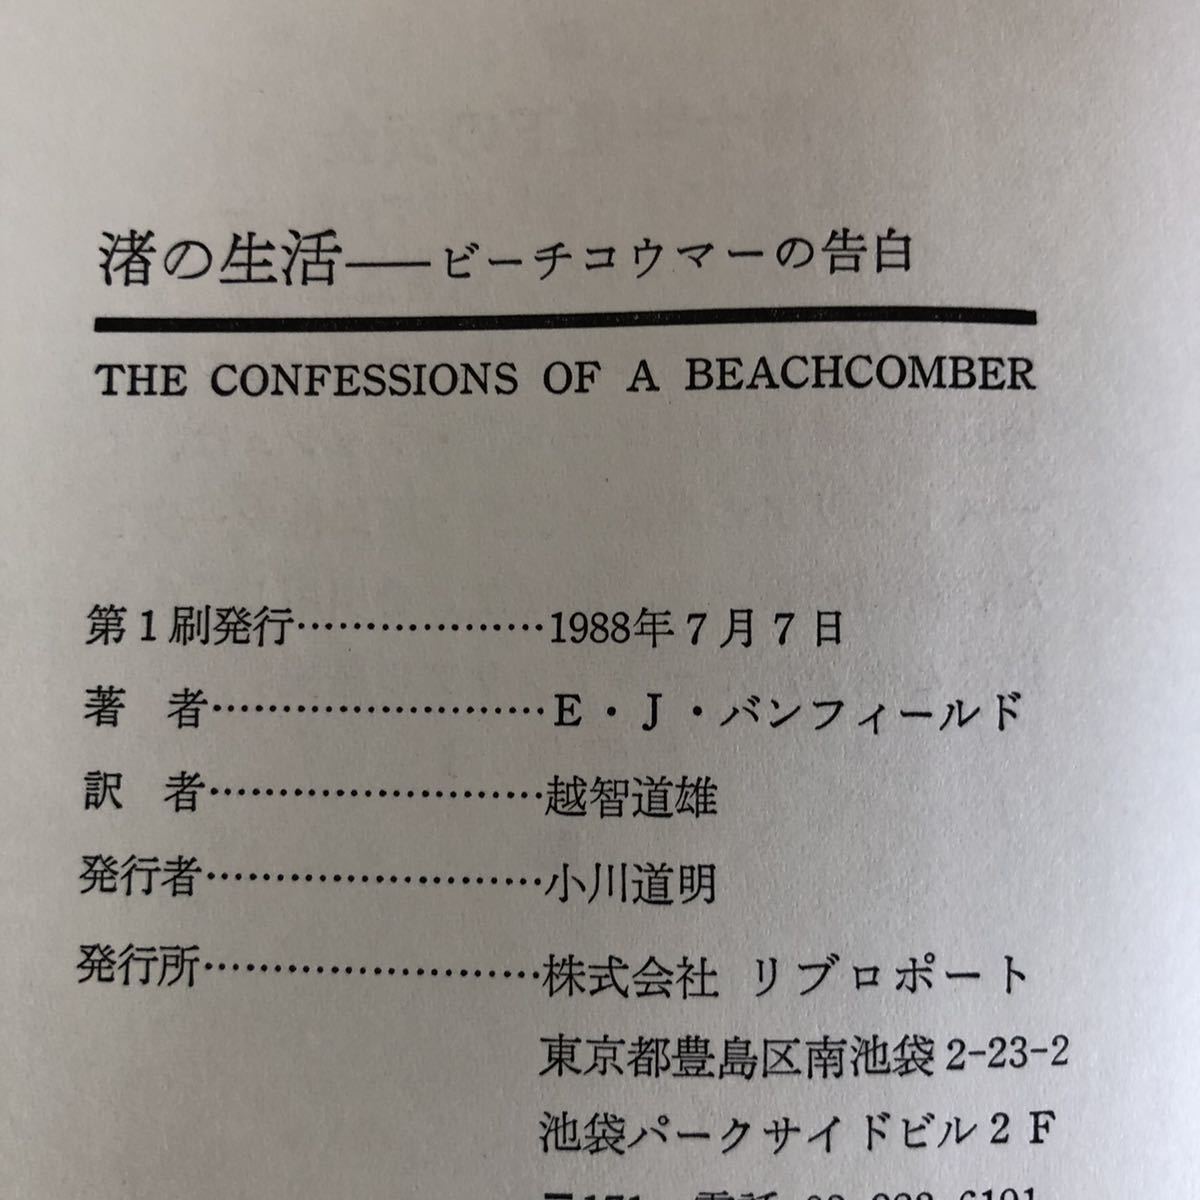 渚の生活――ビーチコウマーの告白
THE CONFESSIONS OF A BEACHCOMBER
第1刷発行………………1988年7月7日
著　者……………………E・J・バンフィールド
訳　者……………………越智道雄
発行者……………………小川道明
発行所……………………株式会社 リブロポート
東京都豊島区南池袋2-23-2
池袋パークサイドビル2F
〒171 電話